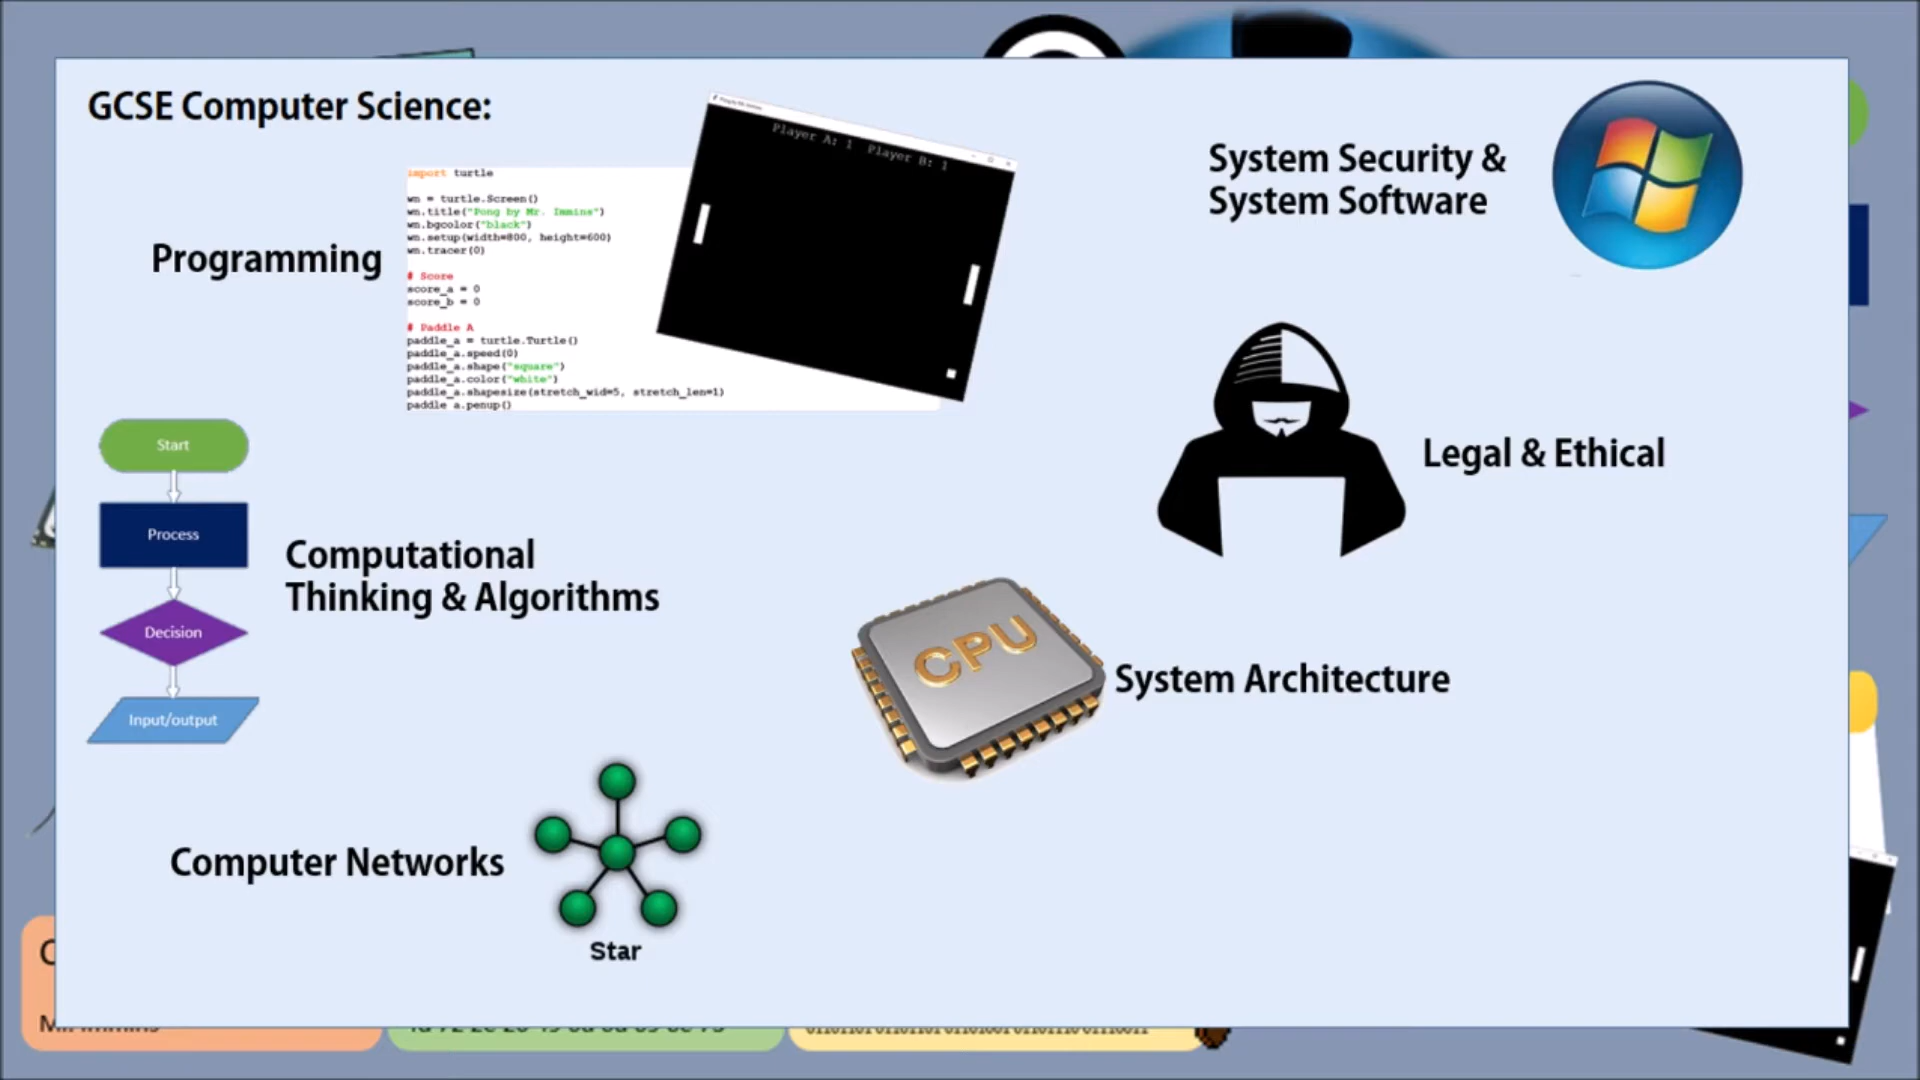 GCSE Computer Science:
Programming
import turtle
wn = turtle.Screen()
wn.title("Pong by Mr. Immins")
wn.bgcolor("black")
wn.setup(width=800, height=600)
wn.tracer(0)
# Score
score_a = 0
score_b = 0
# Paddle A
paddle_a = turtle.Turtle()
paddle_a.speed(0)
paddle_a.shape("square")
paddle_a.color("white")
paddle_a.shapesize(stretch_wid=5, stretch_len=1)
paddle_a.penup()
Player A: 1 Player B: 1
System Security &
System Software
Legal & Ethical
Start
Process
Decision
Input/output
Computational
Thinking & Algorithms
CPU
System Architecture
Computer Networks
Star